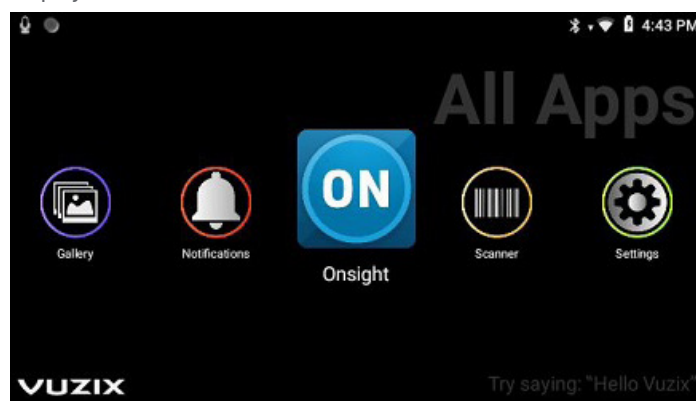 4:43 PM
All Apps
ON
Gallery
Notifications
Onsight
Scanner
Settings
VUZIX
Try saying: "Hello Vuzix"